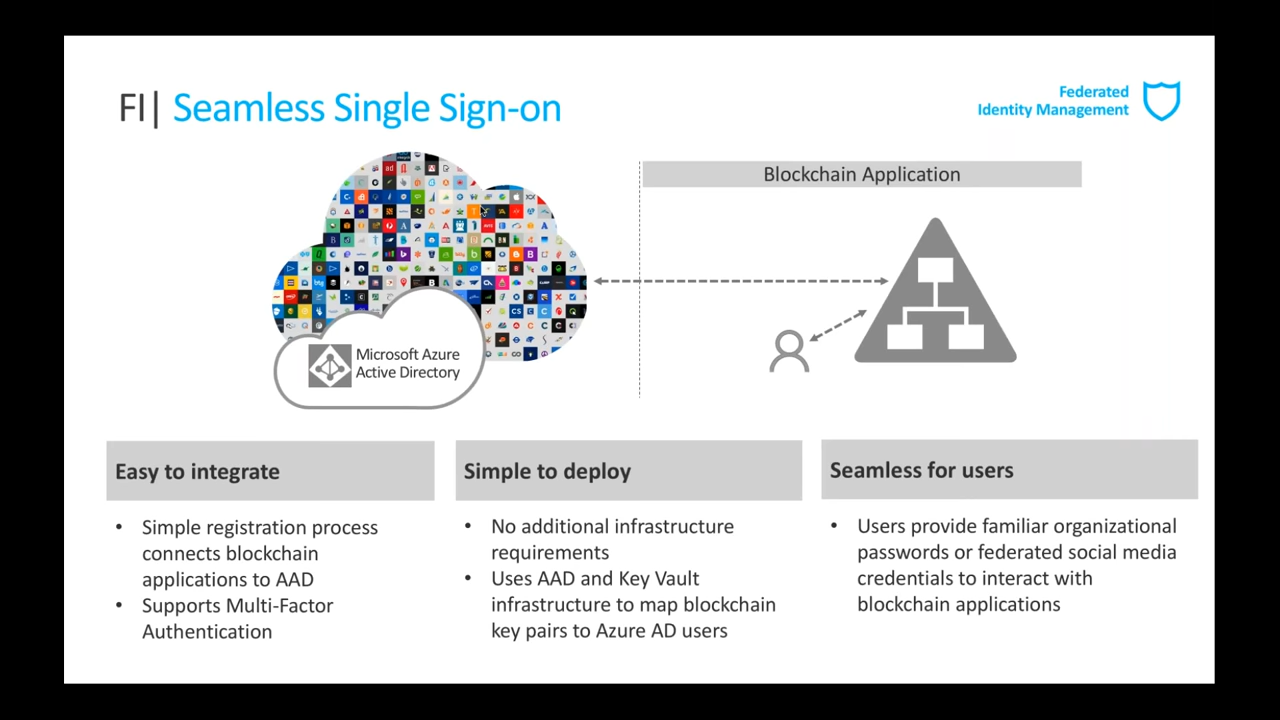 FI| Seamless Single Sign-on
Federated
Identity Management
Blockchain Application
Microsoft Azure
Active Directory
Easy to integrate
• Simple registration process
connects blockchain
applications to AAD
• Supports Multi-Factor
Authentication
Simple to deploy
• No additional infrastructure
requirements
• Uses AAD and Key Vault
infrastructure to map blockchain
key pairs to Azure AD users
Seamless for users
• Users provide familiar organizational
passwords or federated social media
credentials to interact with
blockchain applications